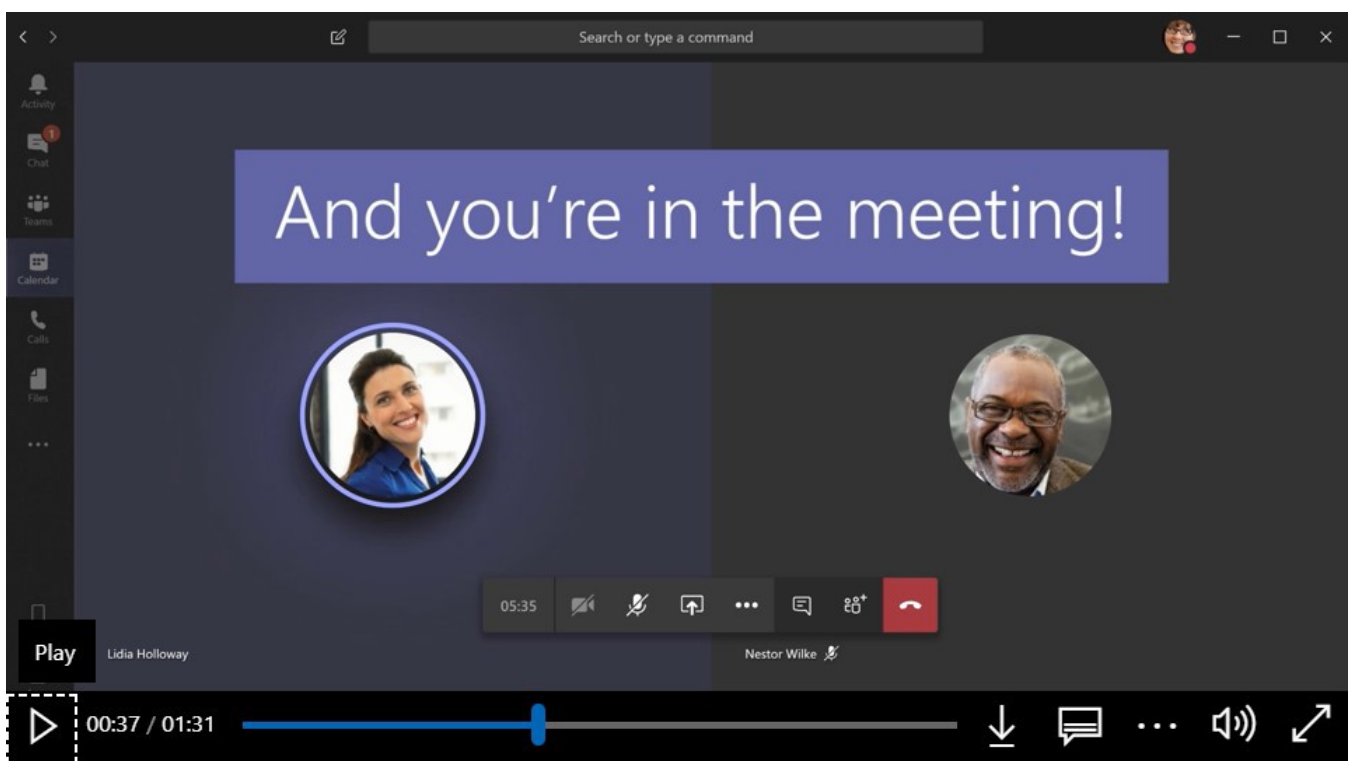 Search or type a command
Activity
1
Chat
Teams
Calendar
Calls
Files
And you're in the meeting!
05:35
Lidia Holloway
Nestor Wilke
Play
00:37 / 01:31